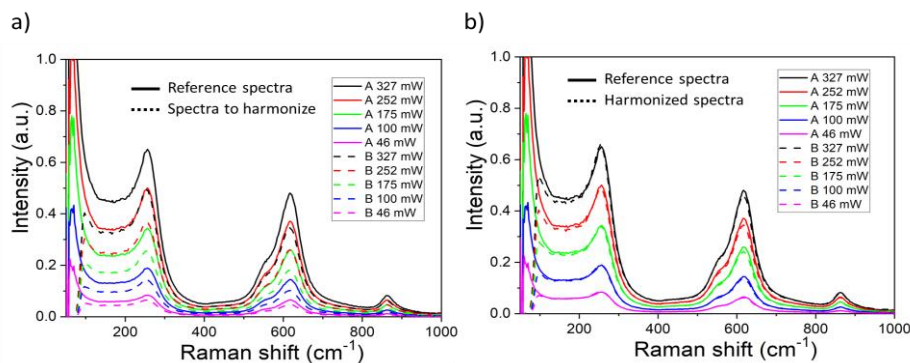 a)
1.0
0.8
0.6
0.4
0.2
0.0
Intensity (a.u.)
Reference spectra
Spectra to harmonize
A 327 mW
A 252 mW
A 175 mW
A 100 mW
A 46 mW
B 327 mW
B 252 mW
B 175 mW
B 100 mW
B 46 mW
200 400 600 800 1000
Raman shift (cm⁻¹)
b)
1.0
0.8
0.6
0.4
0.2
0.0
Intensity (a.u.)
Reference spectra
Harmonized spectra
A 327 mW
A 252 mW
A 175 mW
A 100 mW
A 46 mW
B 327 mW
B 252 mW
B 175 mW
B 100 mW
B 46 mW
200 400 600 800 1000
Raman shift (cm⁻¹)